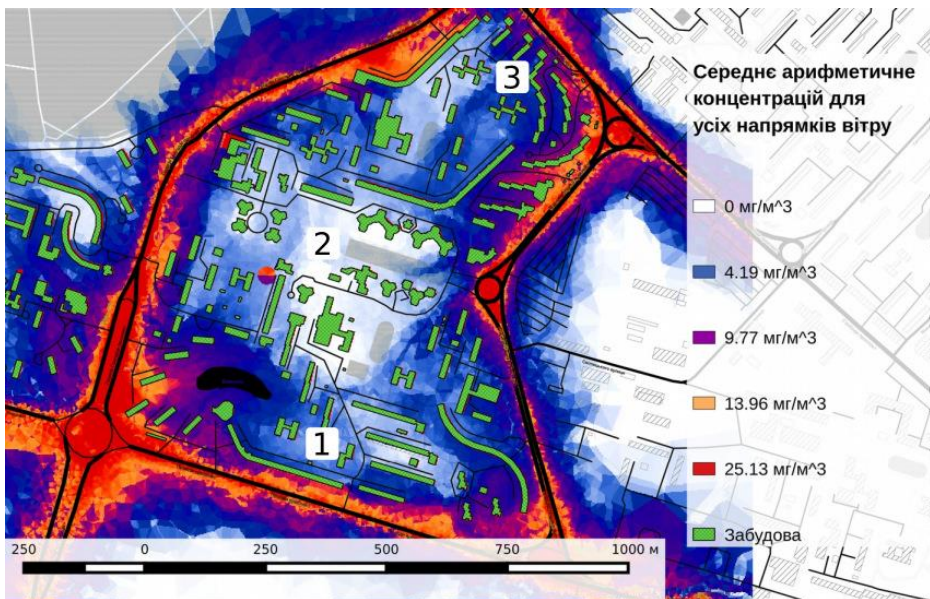 3
Середнє арифметичне
концентрацій для
усіх напрямків вітру
0 мг/м^3
2
4.19 мг/м^3
9.77 мг/м^3
13.96 мг/м^3
1
25.13 мг/м^3
Забудова
250 0 250 500 750 1000 м